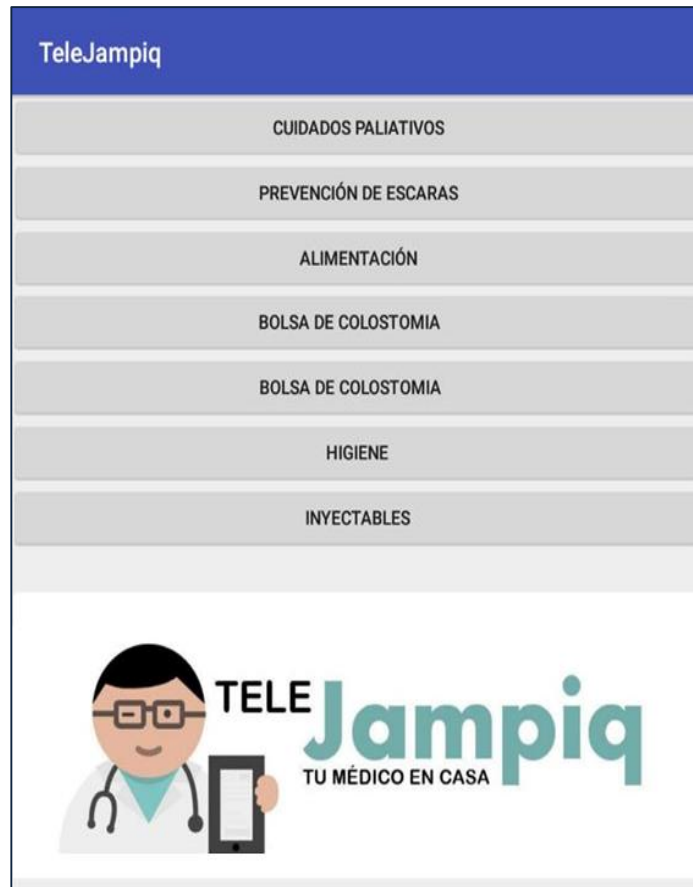 TeleJampiq
CUIDADOS PALIATIVOS
PREVENCIÓN DE ESCARAS
ALIMENTACIÓN
BOLSA DE COLOSTOMIA
BOLSA DE COLOSTOMIA
HIGIENE
INYECTABLES
TELE Jampiq
TU MÉDICO EN CASA